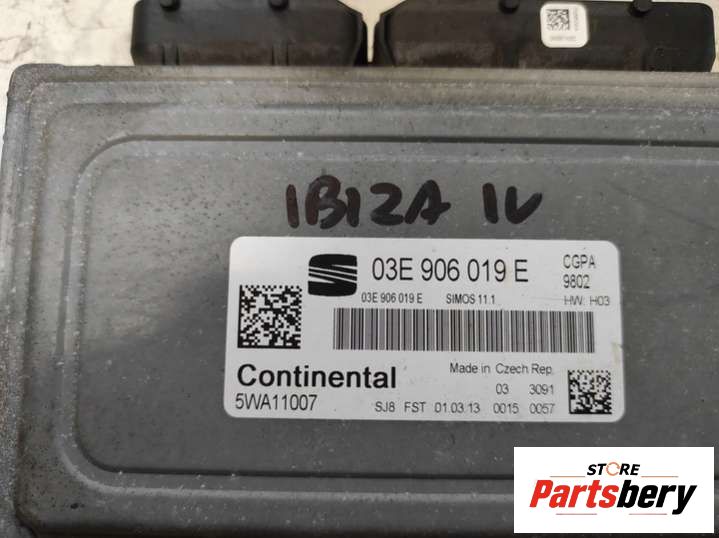 IBIZA IV
03E 906 019 E
CGPA
9802
03E 906 019 E SIMOS 11.1 HW: H03
Made in Czech Rep.
Continental
03 3091
5WA11007
SJ8 FST 01.03.13 0015 0057
STORE
Partsbery